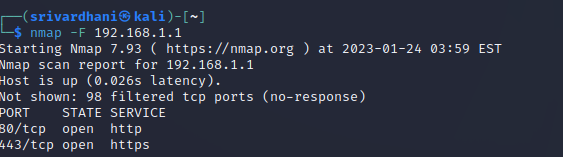 ┌──(srivardhani㉿kali)-[~]
└─$ nmap -F 192.168.1.1
Starting Nmap 7.93 ( https://nmap.org ) at 2023-01-24 03:59 EST
Nmap scan report for 192.168.1.1
Host is up (0.026s latency).
Not shown: 98 filtered tcp ports (no-response)
PORT    STATE SERVICE
80/tcp  open  http
443/tcp open  https